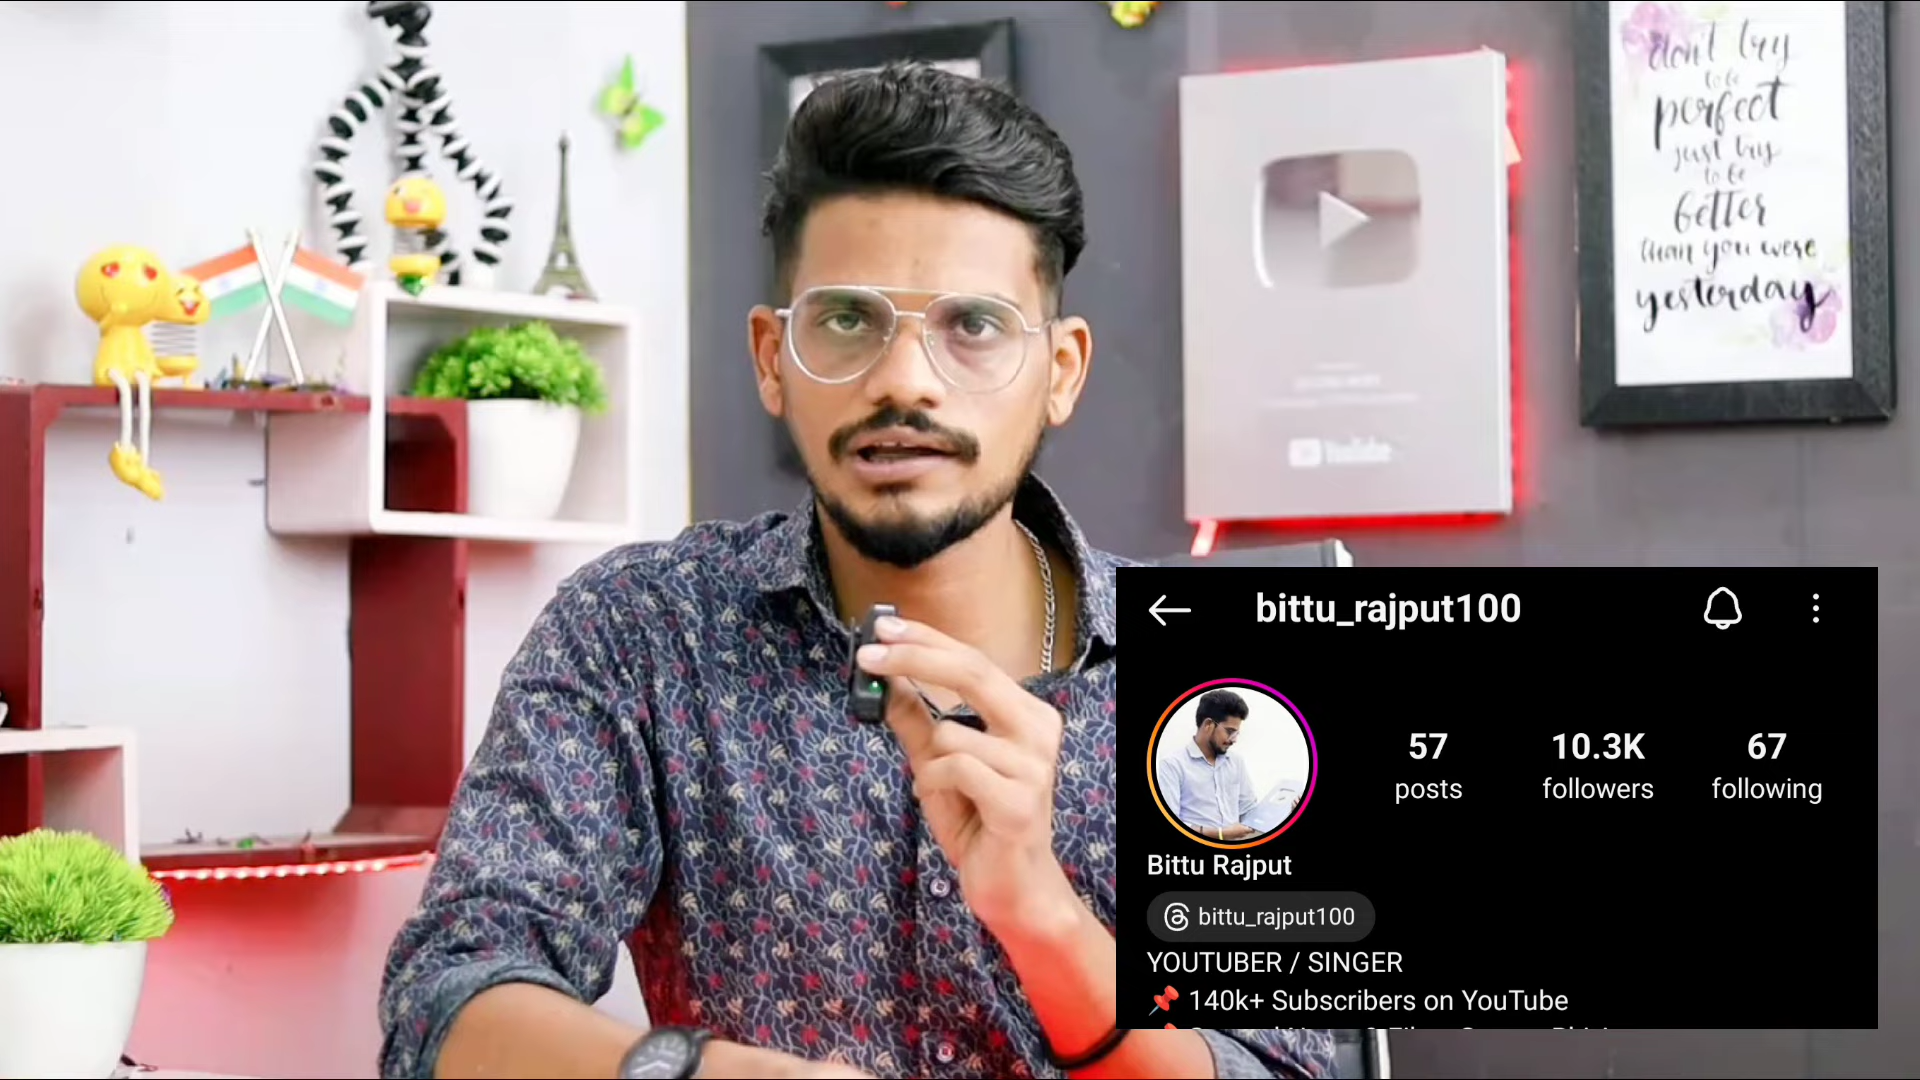 don't try
to be
perfect
just try
to be
better
than you were
yesterday
YouTube
bittu_rajput100
57
posts
10.3K
followers
67
following
Bittu Rajput
bittu_rajput100
YOUTUBER / SINGER
📌 140k+ Subscribers on YouTube